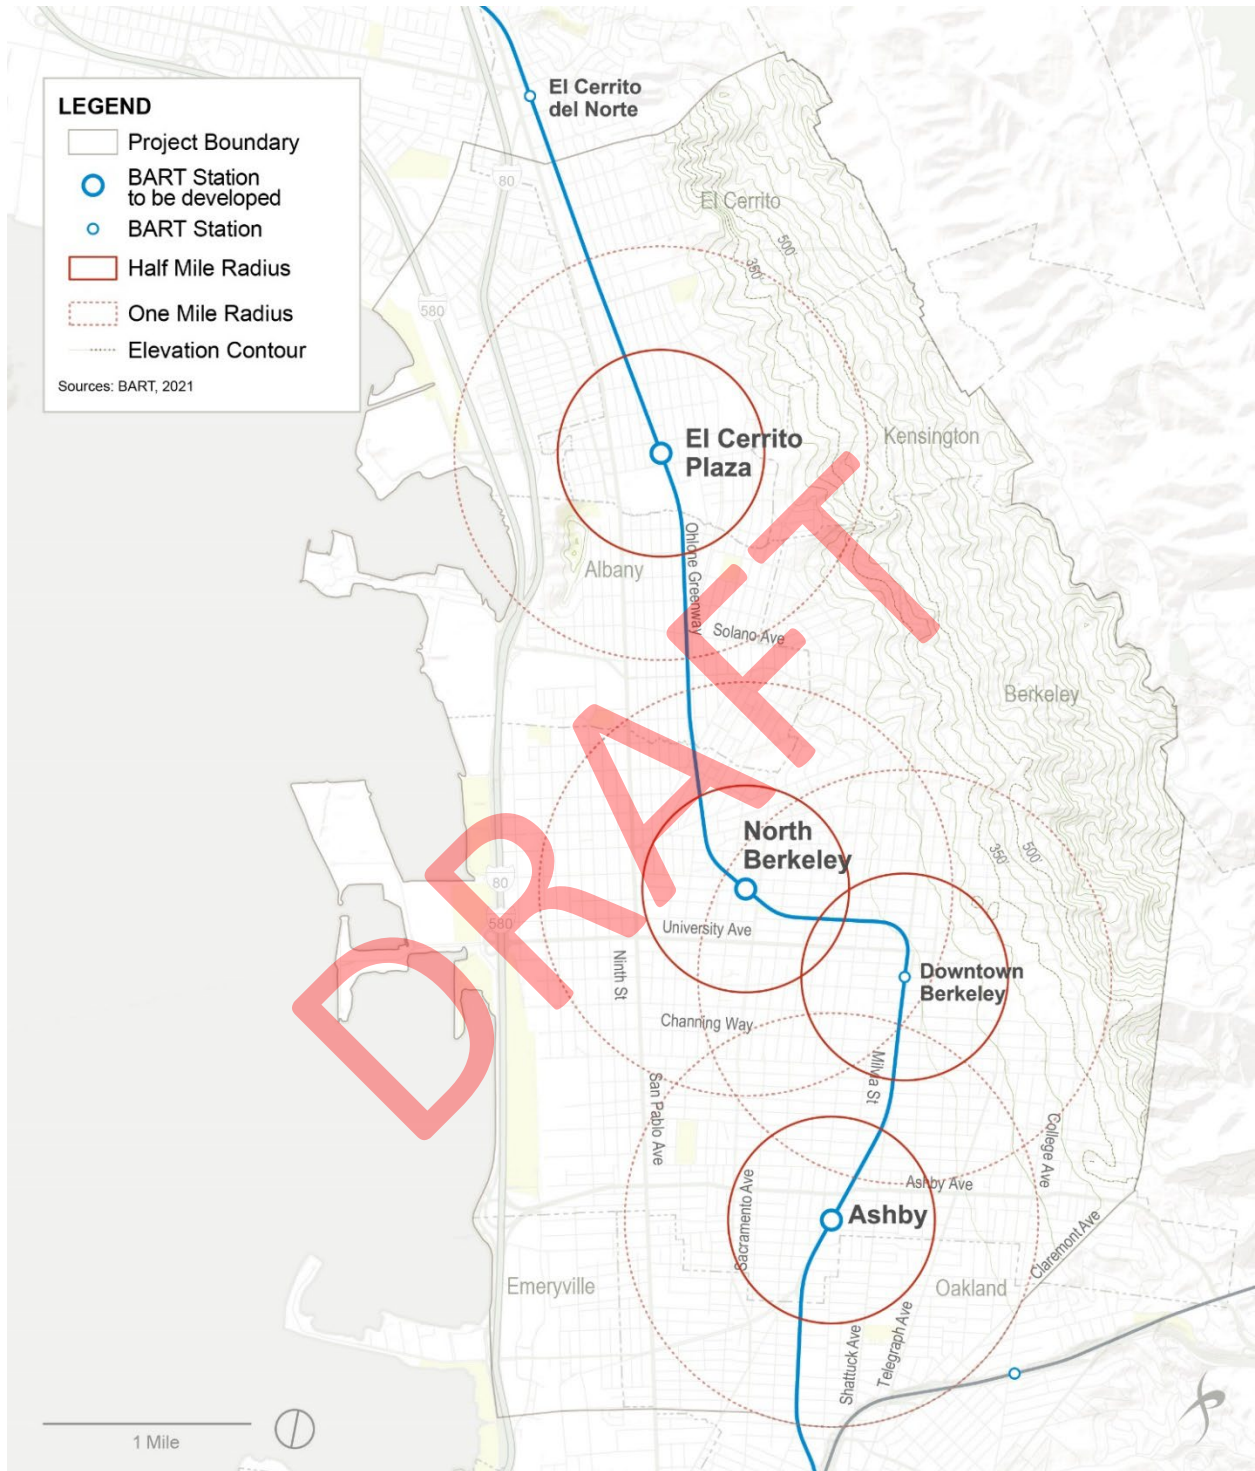 LEGEND
Project Boundary
BART Station
to be developed
BART Station
Half Mile Radius
One Mile Radius
Elevation Contour
Sources: BART, 2021
El Cerrito
del Norte
80
El Cerrito
500'
350'
580
El Cerrito
Plaza
Kensington
Ohlone Greenway
Albany
Solano Ave
Berkeley
DRAFT
North
Berkeley
350'
500'
80
580
University Ave
Ninth St
Downtown
Berkeley
Channing Way
Milvia St
San Pablo Ave
College Ave
Sacramento Ave
Ashby Ave
Ashby
Claremont Ave
Emeryville
Oakland
Shattuck Ave
Telegraph Ave
1 Mile